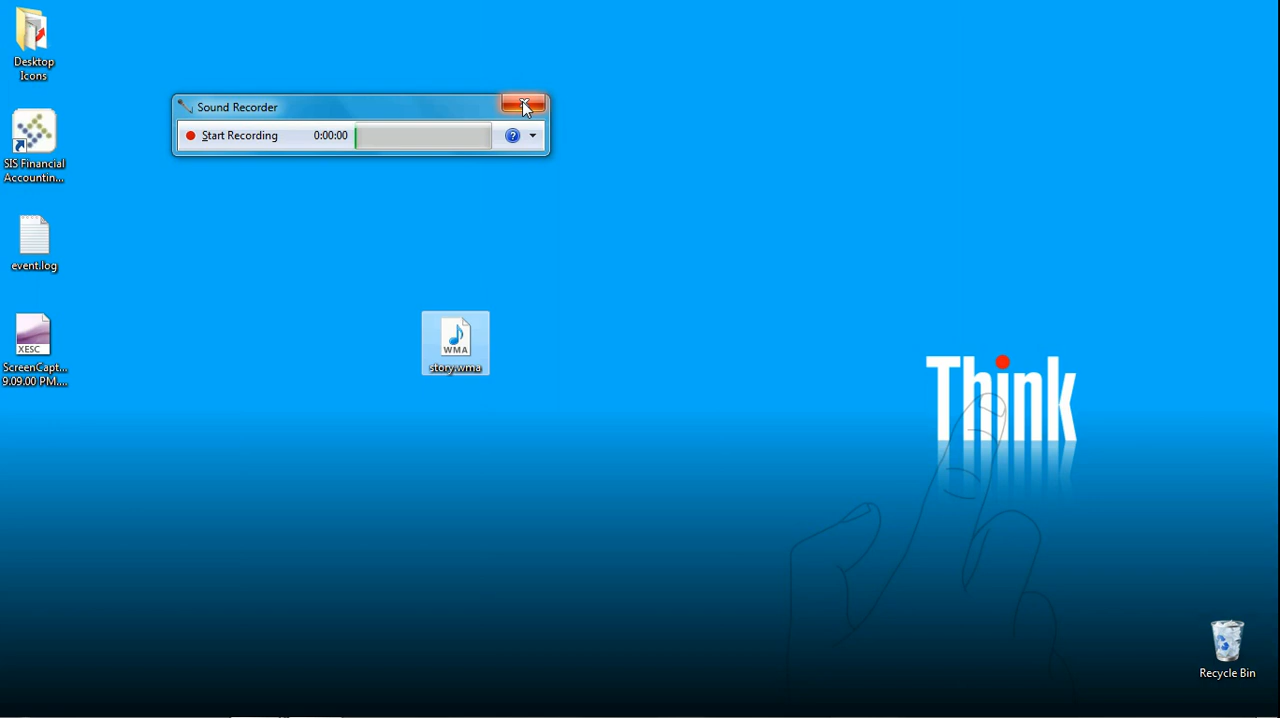 Desktop
Icons
Sound Recorder
Start Recording
0:00:00
SIS Financial
Accountin...
event.log
XESC
ScreenCapt...
9.09.00 PM....
WMA
story.wma
Think
Recycle Bin